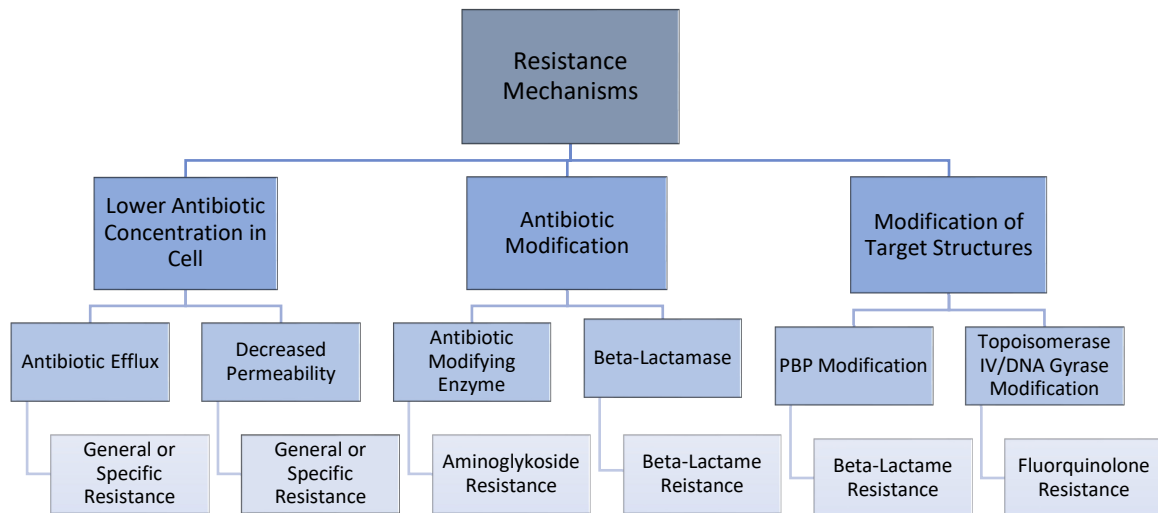 Resistance
Mechanisms
Lower Antibiotic
Concentration in
Cell
Antibiotic
Modification
Modification of
Target Structures
Antibiotic Efflux
Decreased
Permeability
Antibiotic
Modifying
Enzyme
Beta-Lactamase
PBP Modification
Topoisomerase
IV/DNA Gyrase
Modification
General or
Specific
Resistance
General or
Specific
Resistance
Aminoglykoside
Resistance
Beta-Lactame
Reistance
Beta-Lactame
Resistance
Fluorquinolone
Resistance